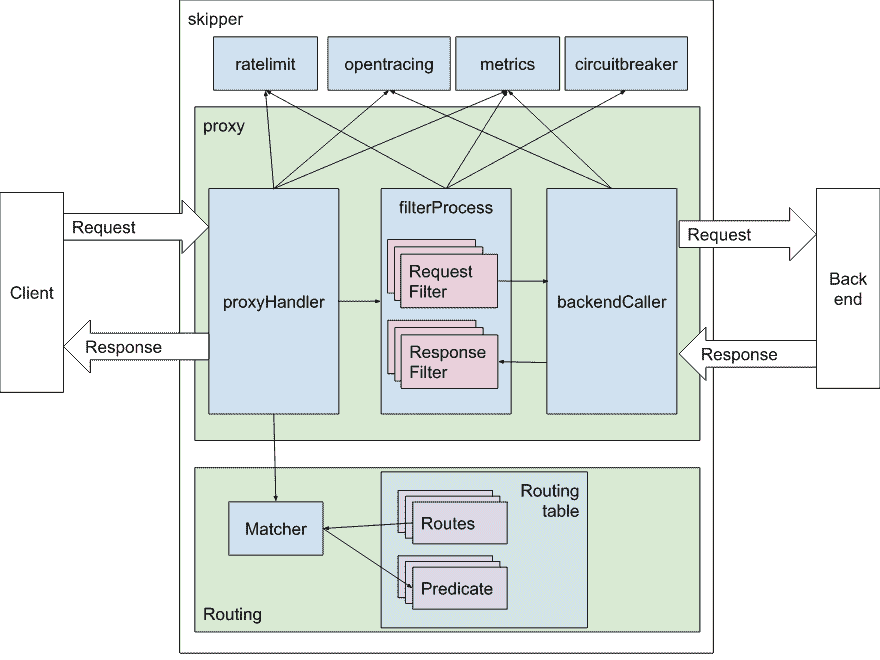 skipper
ratelimit
opentracing
metrics
circuitbreaker
proxy
Client
Request
Response
proxyHandler
filterProcess
Request
Filter
Response
Filter
backendCaller
Request
Response
Back
end
Matcher
Routing
table
Routes
Predicate
Routing